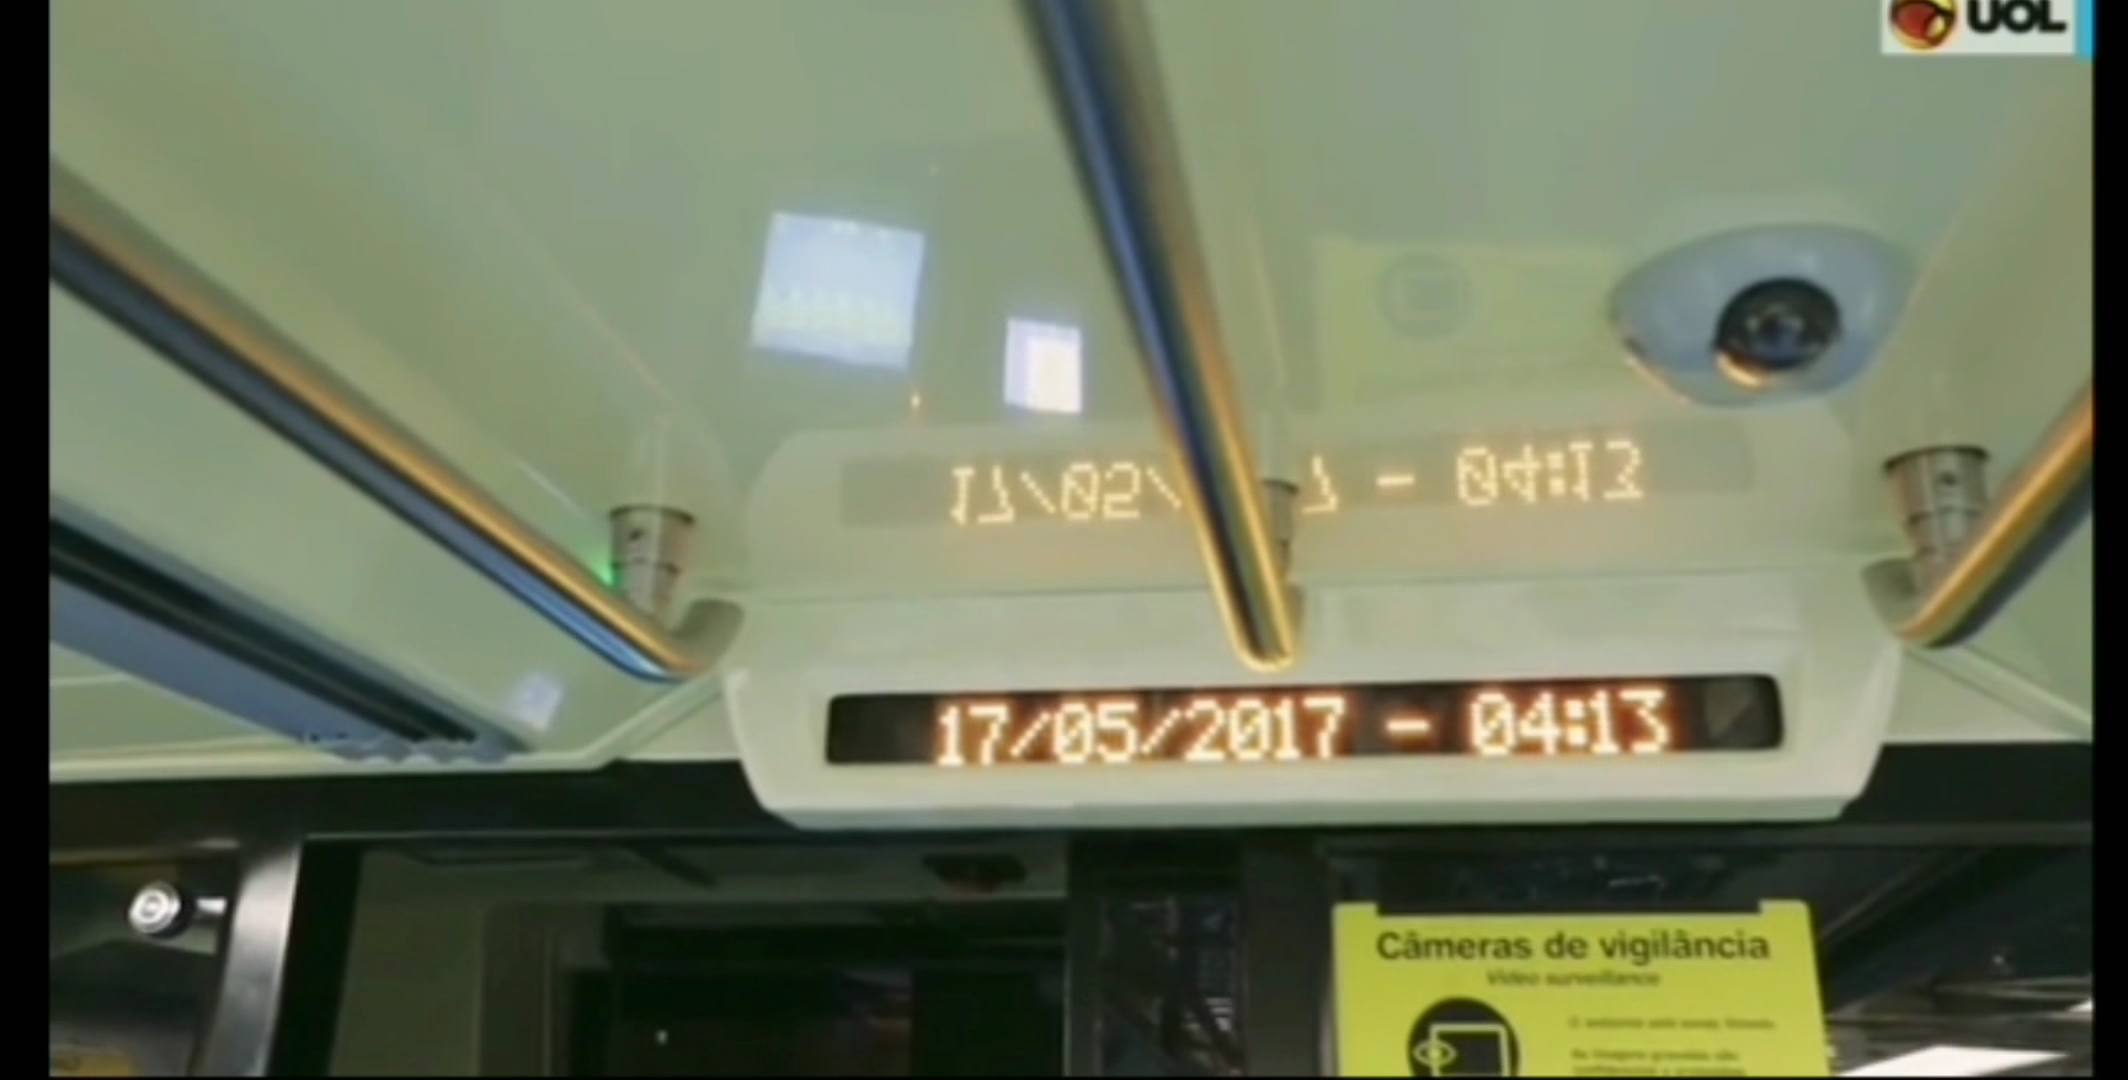 UOL
17/05/2017 - 04:13
Câmeras de vigilância
Video surveillance